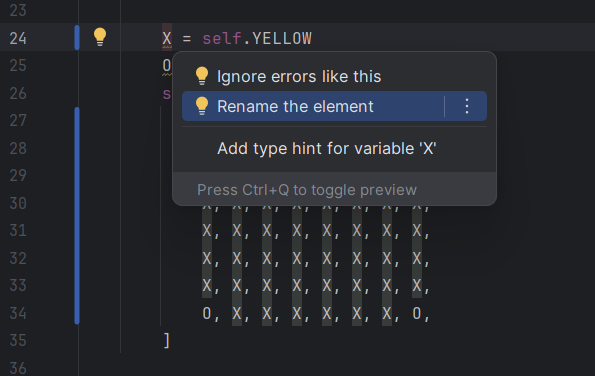 23
24 X = self.YELLOW
25 O
26 s
27
28
29
30 X, X, X, X, X, X, X, X,
31 X, X, X, X, X, X, X, X,
32 X, X, X, X, X, X, X, X,
33 X, X, X, X, X, X, X, X,
34 O, X, X, X, X, X, X, O,
35 ]
36
Ignore errors like this
Rename the element
Add type hint for variable 'X'
Press Ctrl+Q to toggle preview